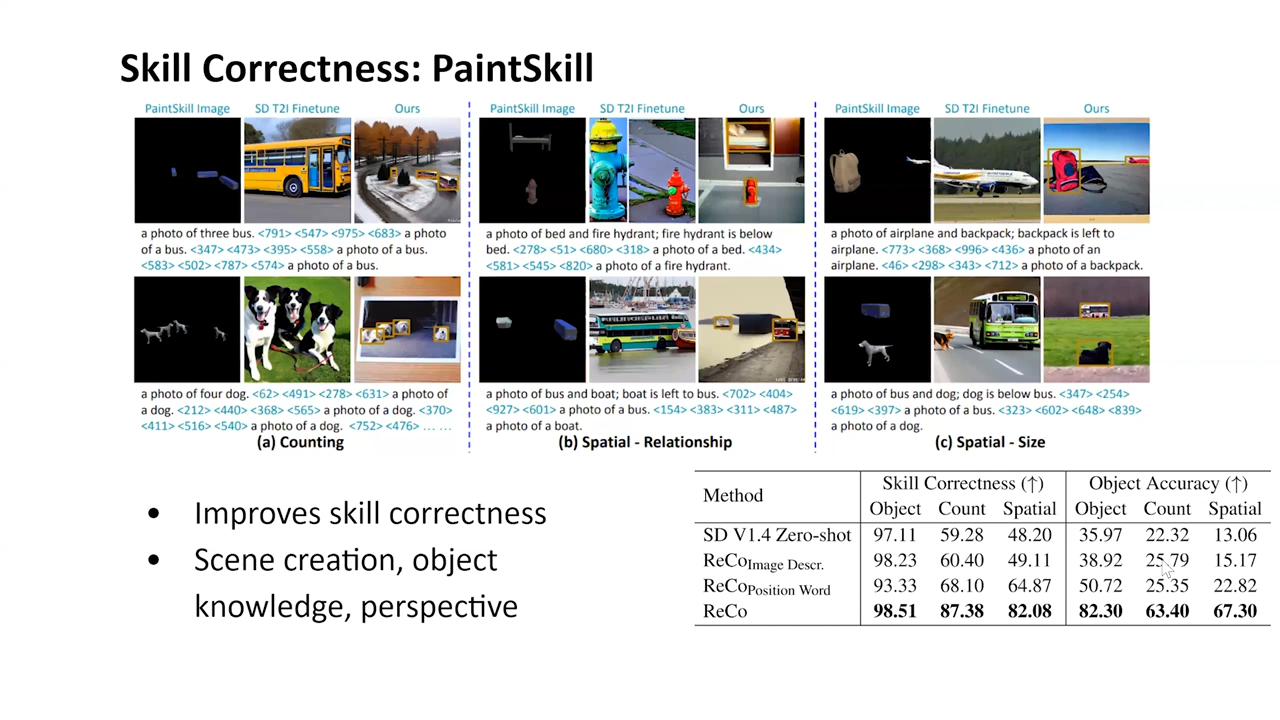 Skill Correctness: PaintSkill
PaintSkill Image SD T2I Finetune Ours
a photo of three bus. <791> <547> <975> <683> a photo
of a bus. <347> <473> <395> <558> a photo of a bus.
<583> <502> <787> <574> a photo of a bus.
a photo of four dog. <62> <491> <278> <631> a photo of
a dog. <212> <440> <368> <565> a photo of a dog. <370>
<411> <516> <540> a photo of a dog. <752> <476> ... ...
(a) Counting
PaintSkill Image SD T2I Finetune Ours
a photo of bed and fire hydrant; fire hydrant is below
bed. <278> <51> <680> <318> a photo of a bed. <434>
<581> <545> <820> a photo of a fire hydrant.
a photo of bus and boat; boat is left to bus. <702> <404>
<927> <601> a photo of a bus. <154> <383> <311> <487>
a photo of a boat.
(b) Spatial - Relationship
PaintSkill Image SD T2I Finetune Ours
a photo of airplane and backpack; backpack is left to
airplane. <773> <368> <996> <436> a photo of an
airplane. <46> <298> <343> <712> a photo of a backpack.
a photo of bus and dog; dog is below bus. <347> <254>
<619> <397> a photo of a bus. <323> <602> <648> <839>
a photo of a dog.
(c) Spatial - Size
• Improves skill correctness
• Scene creation, object
knowledge, perspective
Method Skill Correctness (↑) Object Accuracy (↑)
Object Count Spatial Object Count Spatial
SD V1.4 Zero-shot 97.11 59.28 48.20 35.97 22.32 13.06
ReCo Image Descr. 98.23 60.40 49.11 38.92 25.79 15.17
ReCo Position Word 93.33 68.10 64.87 50.72 25.35 22.82
ReCo 98.51 87.38 82.08 82.30 63.40 67.30